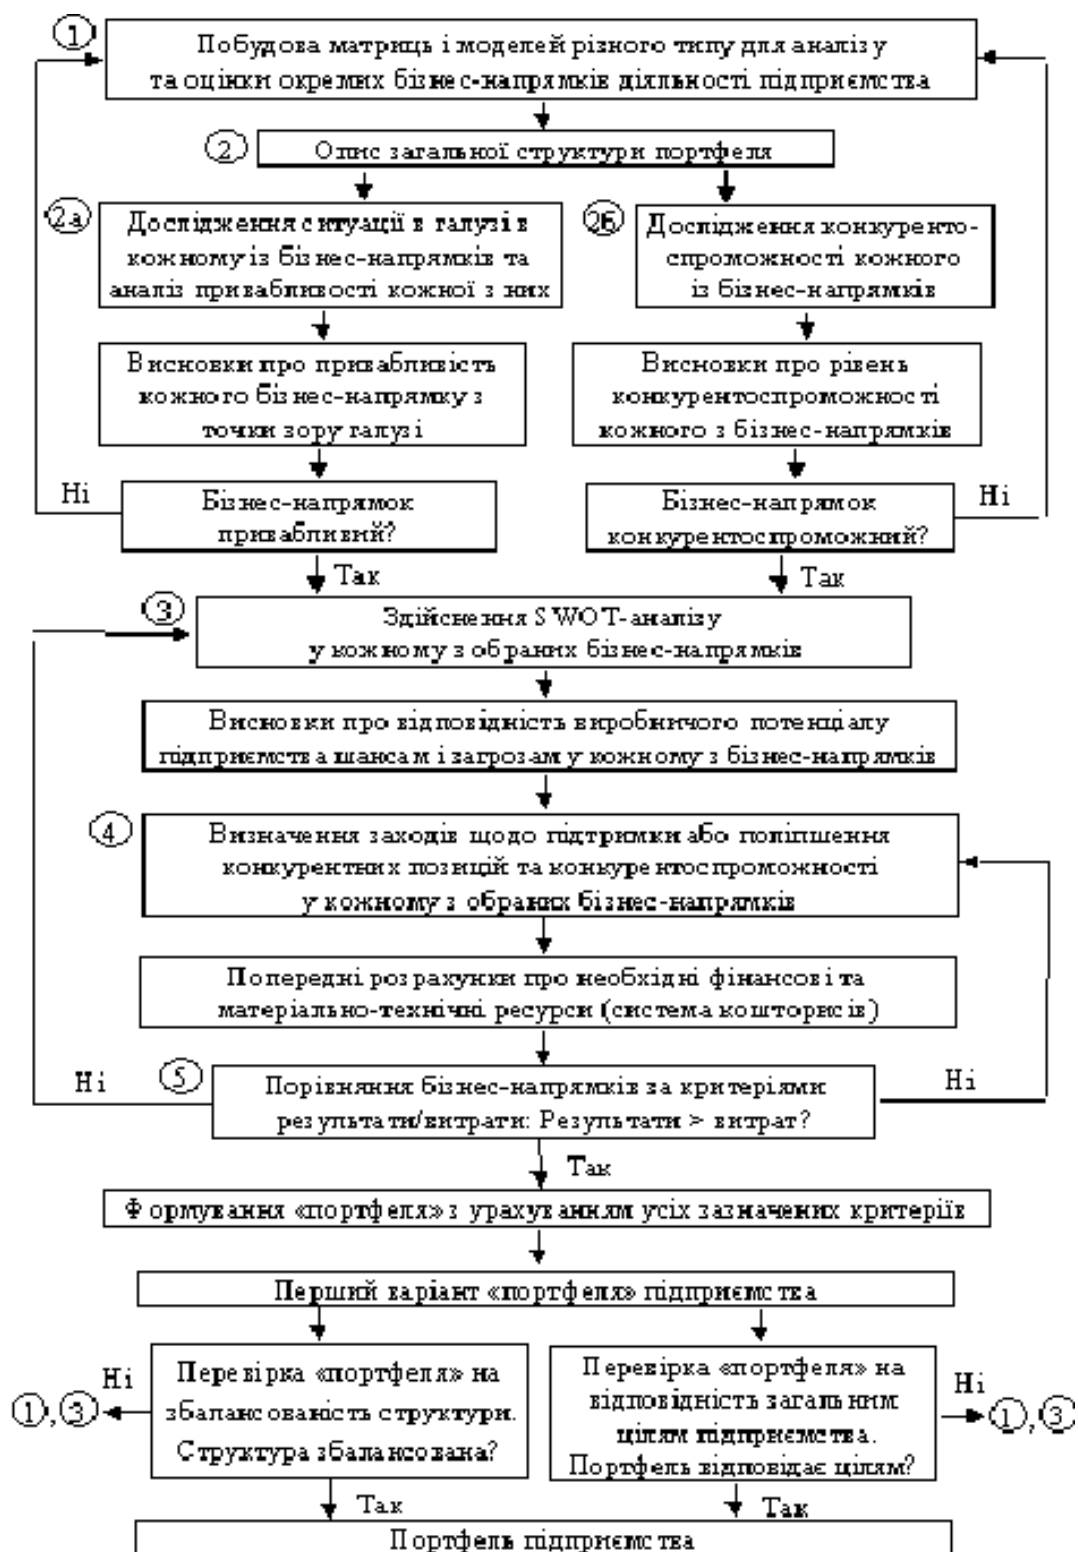 1
Побудова матриць і моделей різного типу для аналізу
та оцінки окремих бізнес-напрямків діяльності підприємства
2
Опис загальної структури портфеля
2а
Дослідження ситуації в галузі в
кожному із бізнес-напрямків та
аналіз привабливості кожної з них
2б
Дослідження конкуренто-
спроможності кожного
із бізнес-напрямків
Висновки про привабливість
кожного бізнес-напрямку з
точки зору галузі
Висновки про рівень
конкурентоспроможності
кожного з бізнес-напрямків
Ні
Бізнес-напрямок
привабливий?
Бізнес-напрямок
конкурентоспроможний?
Ні
Так
Так
3
Здійснення SWOT-аналізу
у кожному з обраних бізнес-напрямків
Висновки про відповідність виробничого потенціалу
підприємства шансам і загрозам у кожному з бізнес-напрямків
4
Визначення заходів щодо підтримки або поліпшення
конкурентних позицій та конкурентоспроможності
у кожному з обраних бізнес-напрямків
Попередні розрахунки про необхідні фінансові та
матеріально-технічні ресурси (система кошторисів)
Ні
5
Порівняння бізнес-напрямків за критеріями
результати/витрати: Результати > витрат?
Ні
Так
Формування «портфеля» з урахуванням усіх зазначених критеріїв
Перший варіант «портфеля» підприємства
Ні
1, 3
Перевірка «портфеля» на
збалансованість структури.
Структура збалансована?
Перевірка «портфеля» на
відповідність загальним
цілям підприємства.
Портфель відповідає цілям?
Ні
1, 3
Так
Так
Портфель підприємства